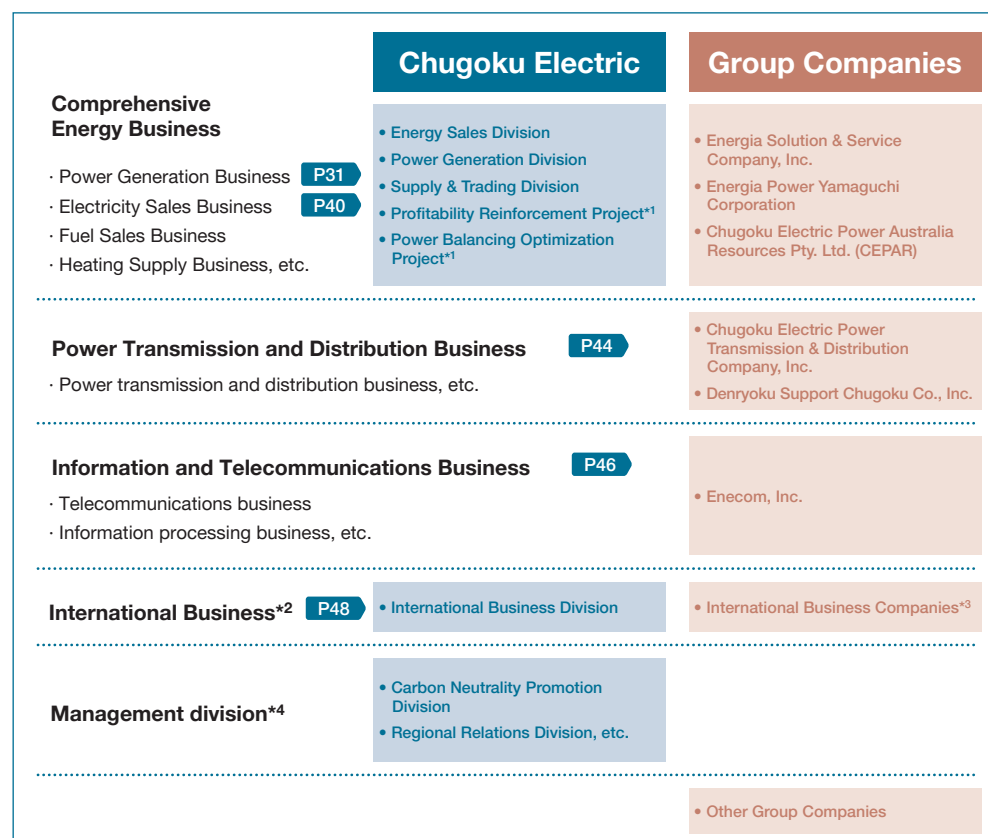 Chugoku Electric
Group Companies
Comprehensive
Energy Business
· Power Generation Business P31
· Electricity Sales Business P40
· Fuel Sales Business
· Heating Supply Business, etc.
• Energy Sales Division
• Power Generation Division
• Supply & Trading Division
• Profitability Reinforcement Project*1
• Power Balancing Optimization
Project*1
• Energia Solution & Service
Company, Inc.
• Energia Power Yamaguchi
Corporation
• Chugoku Electric Power Australia
Resources Pty. Ltd. (CEPAR)
Power Transmission and Distribution Business P44
· Power transmission and distribution business, etc.
• Chugoku Electric Power
Transmission & Distribution
Company, Inc.
• Denryoku Support Chugoku Co., Inc.
Information and Telecommunications Business P46
· Telecommunications business
· Information processing business, etc.
• Enecom, Inc.
International Business*2 P48
• International Business Division
• International Business Companies*3
Management division*4
• Carbon Neutrality Promotion
Division
• Regional Relations Division, etc.
• Other Group Companies